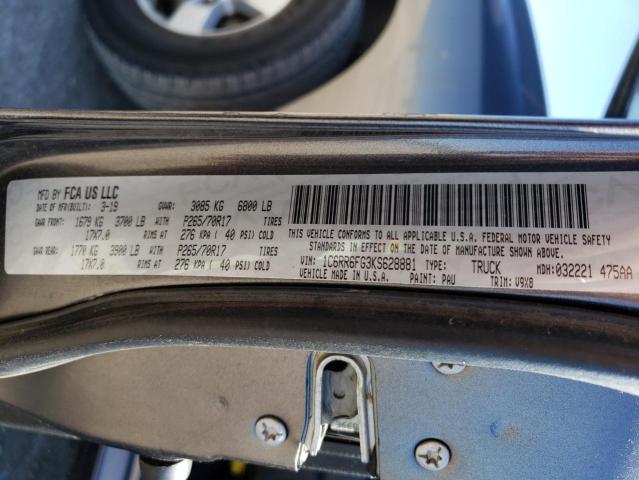 MFD BY FCA US LLC
DATE OF MFR(BUILT): 3-19 GVWR: 3085 KG 6800 LB
GAWR FRONT: 1679 KG 3700 LB WITH P265/70R17 TIRES
17X7.0 RIMS AT 276 KPA ( 40 PSI) COLD
GAWR REAR: 1770 KG 3900 LB WITH P265/70R17 TIRES
17X7.0 RIMS AT 276 KPA ( 40 PSI) COLD
THIS VEHICLE CONFORMS TO ALL APPLICABLE U.S.A. FEDERAL MOTOR VEHICLE SAFETY
STANDARDS IN EFFECT ON THE DATE OF MANUFACTURE SHOWN ABOVE.
VIN: 1C6RR6FG3KS628881 TYPE: TRUCK MDH: 032221 475AA
VEHICLE MADE IN U.S.A. PAINT: PAU TRIM: V9X8